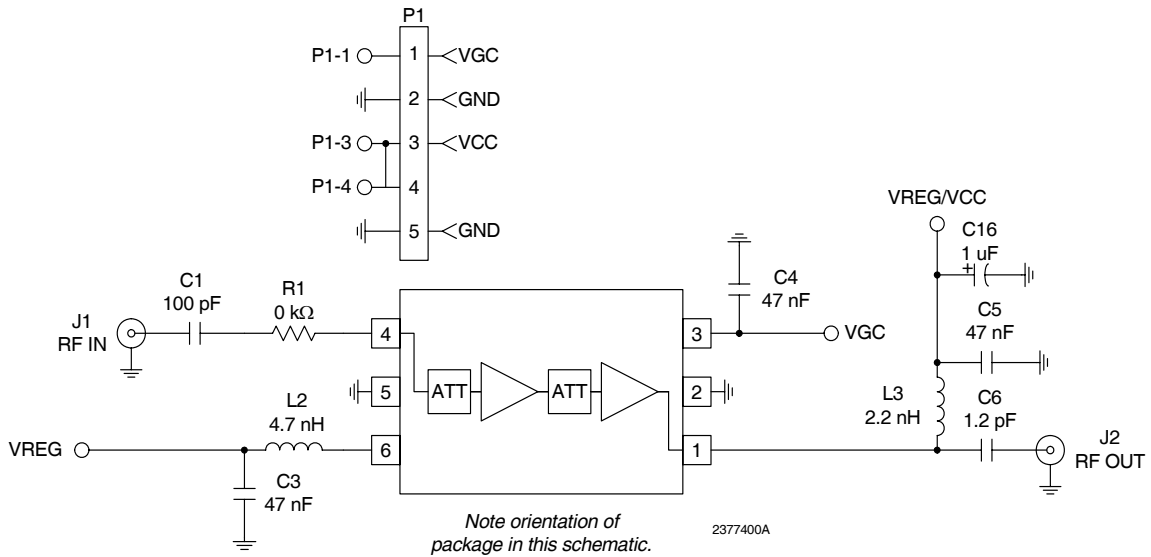 P1
P1-1
1
VGC
2
GND
P1-3
3
VCC
P1-4
4
5
GND
VREG/VCC
C16
1 uF
+
C1
100 pF
R1
0 kΩ
C4
47 nF
J1
RF IN
4
3
VGC
C5
47 nF
5
ATT
ATT
2
L2
4.7 nH
L3
2.2 nH
C6
1.2 pF
VREG
6
1
J2
RF OUT
C3
47 nF
Note orientation of
package in this schematic.
2377400A